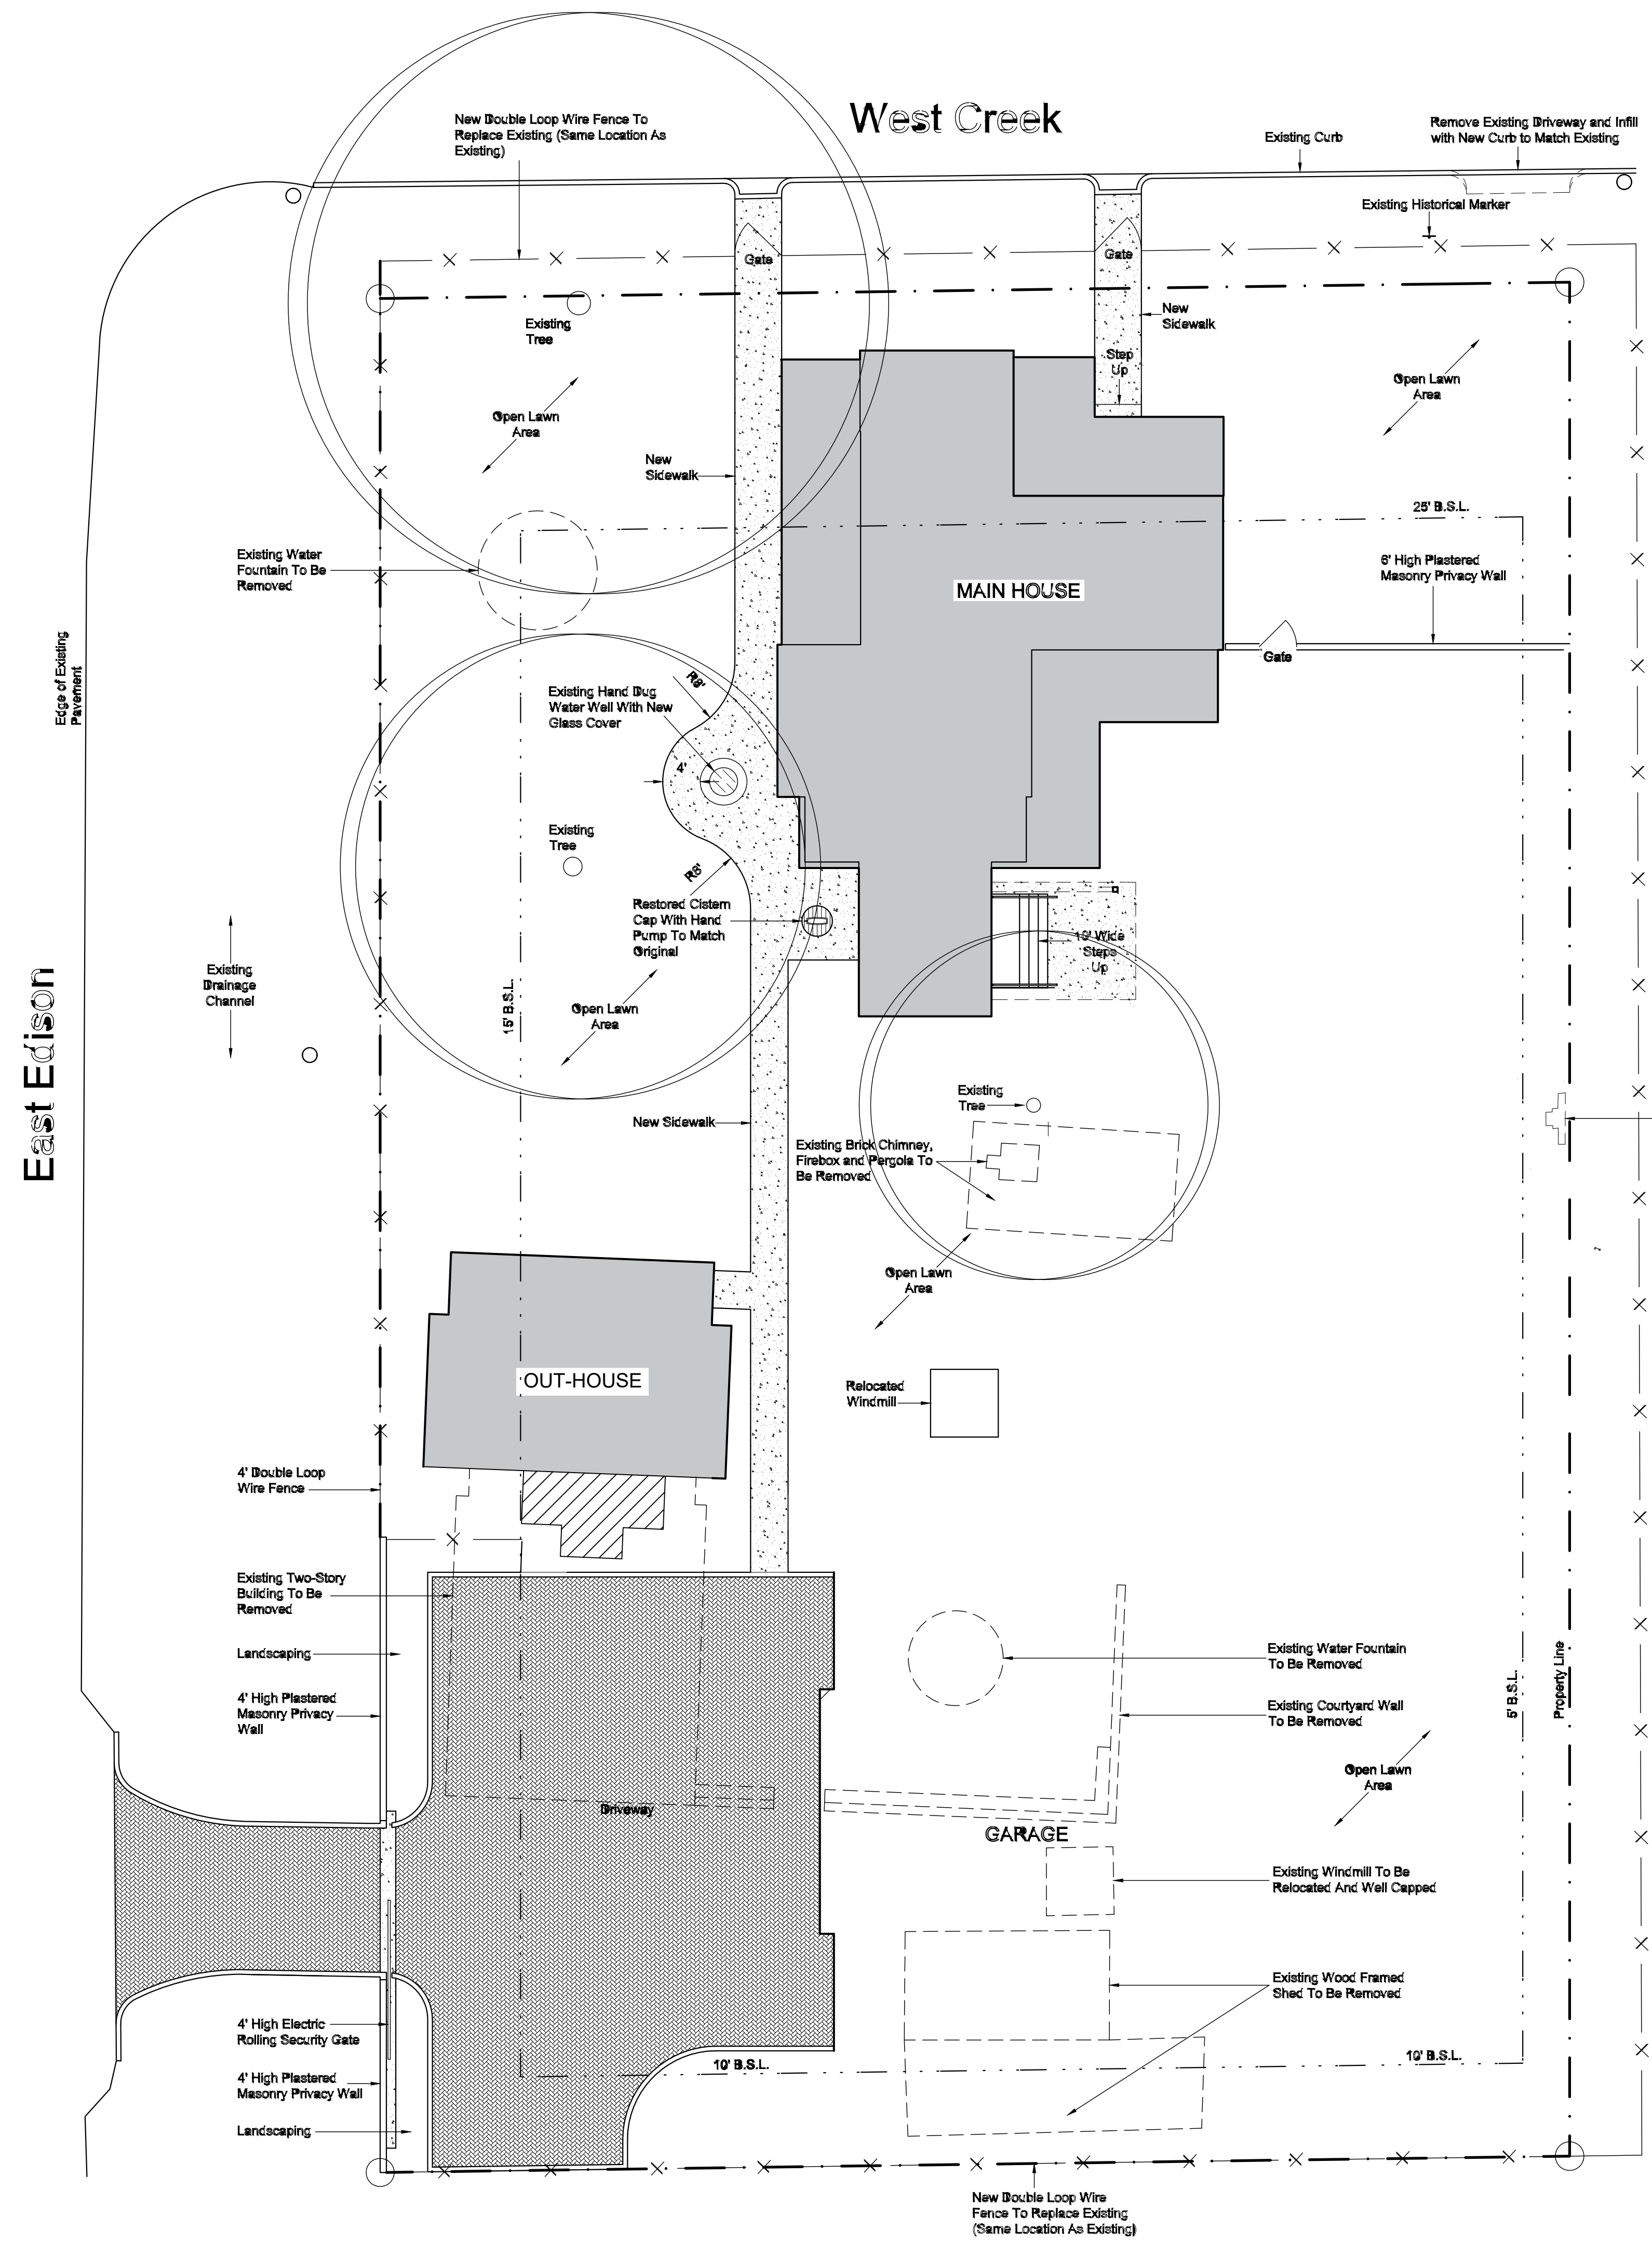 West Creek
New Double Loop Wire Fence To
Replace Existing (Same Location As
Existing)
Existing Curb
Remove Existing Driveway and Infill
with New Curb to Match Existing
Existing Historical Marker
Gate
Gate
Existing
Tree
New
Sidewalk
Step
Up
Open Lawn
Area
Open Lawn
Area
New
Sidewalk
25' B.S.L.
Existing Water
Fountain To Be
Removed
MAIN HOUSE
6' High Plastered
Masonry Privacy Wall
Gate
Edge of Existing
Pavement
Existing Hand Dug
Water Well With New
Glass Cover
R8'
4'
Existing
Tree
R8'
Restored Cistern
Cap With Hand
Pump To Match
Original
10' Wide
Steps
Up
Existing
Drainage
Channel
15' B.S.L.
Open Lawn
Area
East Edison
Existing
Tree
New Sidewalk
Existing Brick Chimney,
Firebox and Pergola To
Be Removed
Open Lawn
Area
OUT-HOUSE
Relocated
Windmill
4' Double Loop
Wire Fence
Existing Two-Story
Building To Be
Removed
Landscaping
4' High Plastered
Masonry Privacy
Wall
Existing Water Fountain
To Be Removed
Existing Courtyard Wall
To Be Removed
5' B.S.L.
Property Line
Open Lawn
Area
Driveway
GARAGE
Existing Windmill To Be
Relocated And Well Capped
Existing Wood Framed
Shed To Be Removed
4' High Electric
Rolling Security Gate
10' B.S.L.
10' B.S.L.
4' High Plastered
Masonry Privacy Wall
Landscaping
New Double Loop Wire
Fence To Replace Existing
(Same Location As Existing)